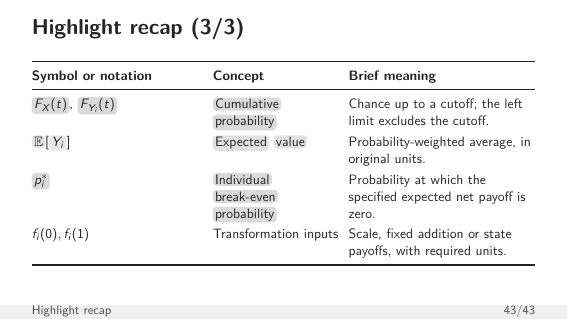 Highlight recap (3/3)
Symbol or notation Concept Brief meaning
F_X(t), F_{Y_i}(t) Cumulative Chance up to a cutoff; the left
probability limit excludes the cutoff.
𝔼[Y_i] Expected value Probability-weighted average, in
original units.
p_i^* Individual Probability at which the
break-even specified expected net payoff is
probability zero.
f_i(0), f_i(1) Transformation inputs Scale, fixed addition or state
payoffs, with required units.
Highlight recap 43/43